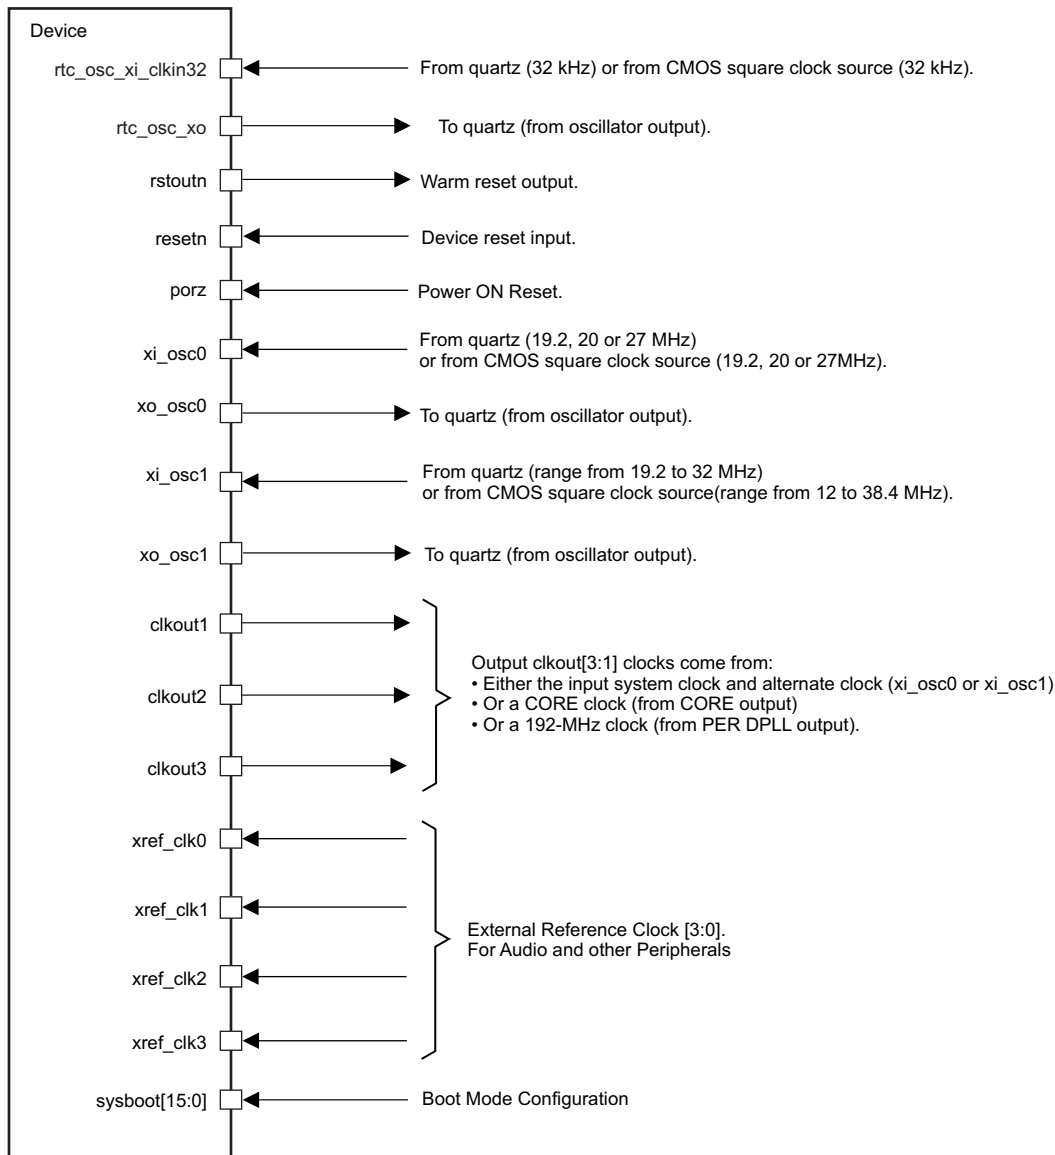 Device
rtc_osc_xi_clkin32
From quartz (32 kHz) or from CMOS square clock source (32 kHz).
rtc_osc_xo
To quartz (from oscillator output).
rstoutn
Warm reset output.
resetn
Device reset input.
porz
Power ON Reset.
xi_osc0
From quartz (19.2, 20 or 27 MHz)
or from CMOS square clock source (19.2, 20 or 27MHz).
xo_osc0
To quartz (from oscillator output).
xi_osc1
From quartz (range from 19.2 to 32 MHz)
or from CMOS square clock source(range from 12 to 38.4 MHz).
xo_osc1
To quartz (from oscillator output).
clkout1
clkout2
clkout3
Output clkout[3:1] clocks come from:
• Either the input system clock and alternate clock (xi_osc0 or xi_osc1)
• Or a CORE clock (from CORE output)
• Or a 192-MHz clock (from PER DPLL output).
xref_clk0
xref_clk1
xref_clk2
xref_clk3
External Reference Clock [3:0].
For Audio and other Peripherals
sysboot[15:0]
Boot Mode Configuration